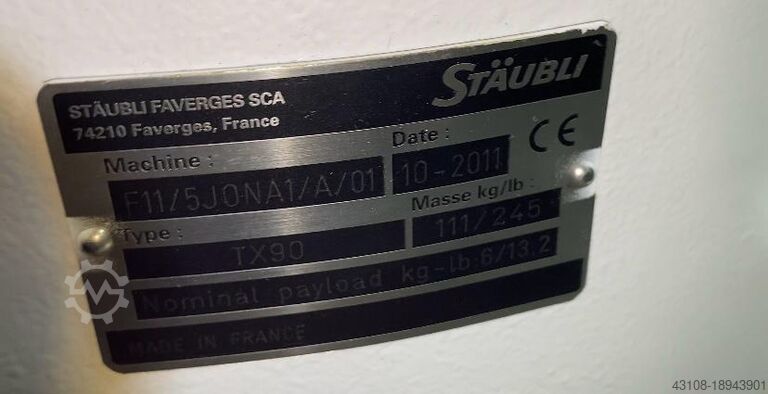 STÄUBLI FAVERGES SCA
74210 Faverges, France
STÄUBLI
Machine :
F11/5J0NA1/A/01
Date :
10-2011
CE
Type :
TX90
Masse kg/lb :
111/245
Nominal payload kg-lb:6/13.2
MADE IN FRANCE
43108-18943901